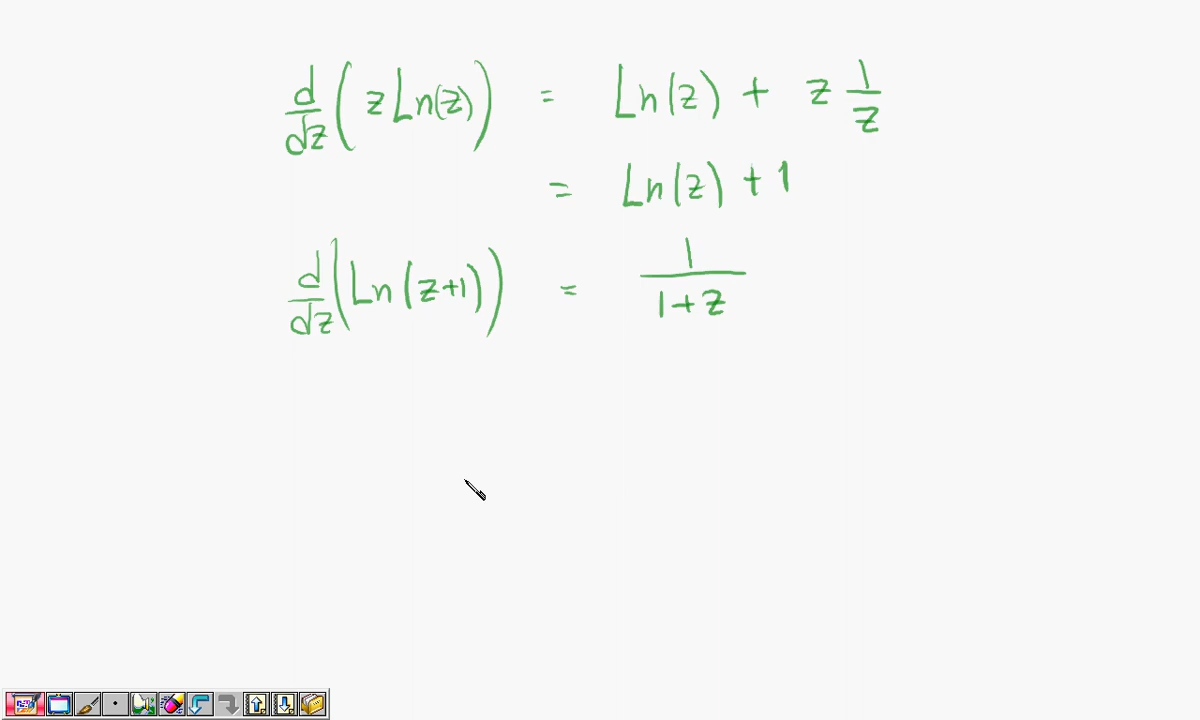 d/dz (z Ln(z)) = Ln(z) + z 1/z
= Ln(z) + 1
d/dz (Ln(z+1)) = 1/(1+z)